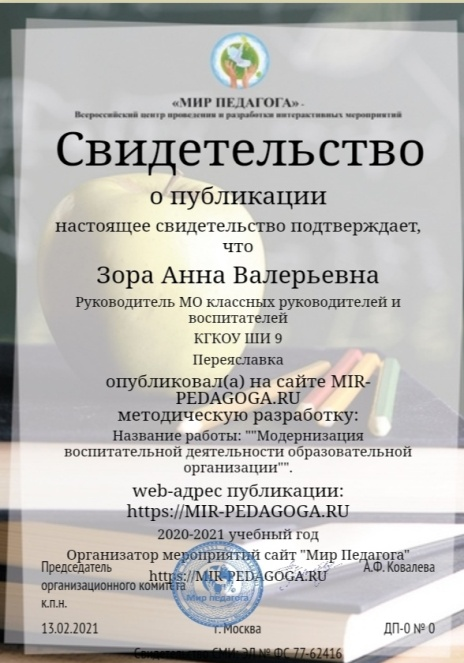 «МИР ПЕДАГОГА» -
Всероссийский центр проведения и разработки интерактивных мероприятий
Свидетельство
о публикации
настоящее свидетельство подтверждает,
что
Зора Анна Валерьевна
Руководитель МО классных руководителей и
воспитателей
КГКОУ ШИ 9
Переяславка
опубликовал(а) на сайте MIR-
PEDAGOGA.RU
методическую разработку:
Название работы: ""Модернизация
воспитательной деятельности образовательной
организации"".
web-адрес публикации:
https://MIR-PEDAGOGA.RU
2020-2021 учебный год
Организатор мероприятий сайт "Мир Педагога"
https://MIR-PEDAGOGA.RU
Председатель
организационного комитета
к.п.н.
А.Ф. Ковалева
Мир педагога
13.02.2021
г. Москва
ДП-0 № 0
Свидетельство СМИ: ЭЛ № ФС 77-62416